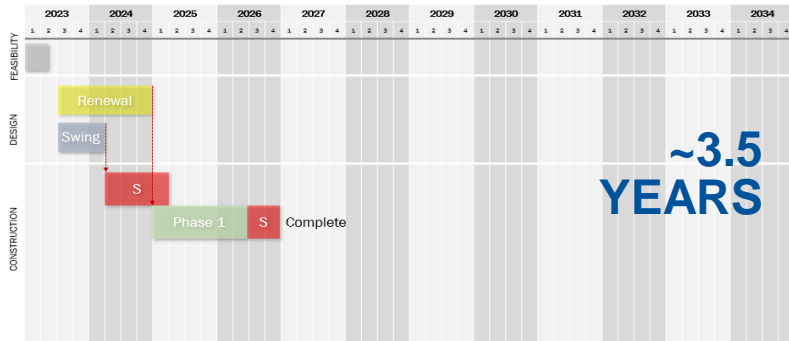 2023 2024 2025 2026 2027 2028 2029 2030 2031 2032 2033 2034
1 2 3 4 1 2 3 4 1 2 3 4 1 2 3 4 1 2 3 4 1 2 3 4 1 2 3 4 1 2 3 4 1 2 3 4 1 2 3 4 1 2 3 4 1 2 3 4
FEASIBILITY
DESIGN
Renewal
Swing
~3.5
YEARS
CONSTRUCTION
S
Phase 1 S Complete